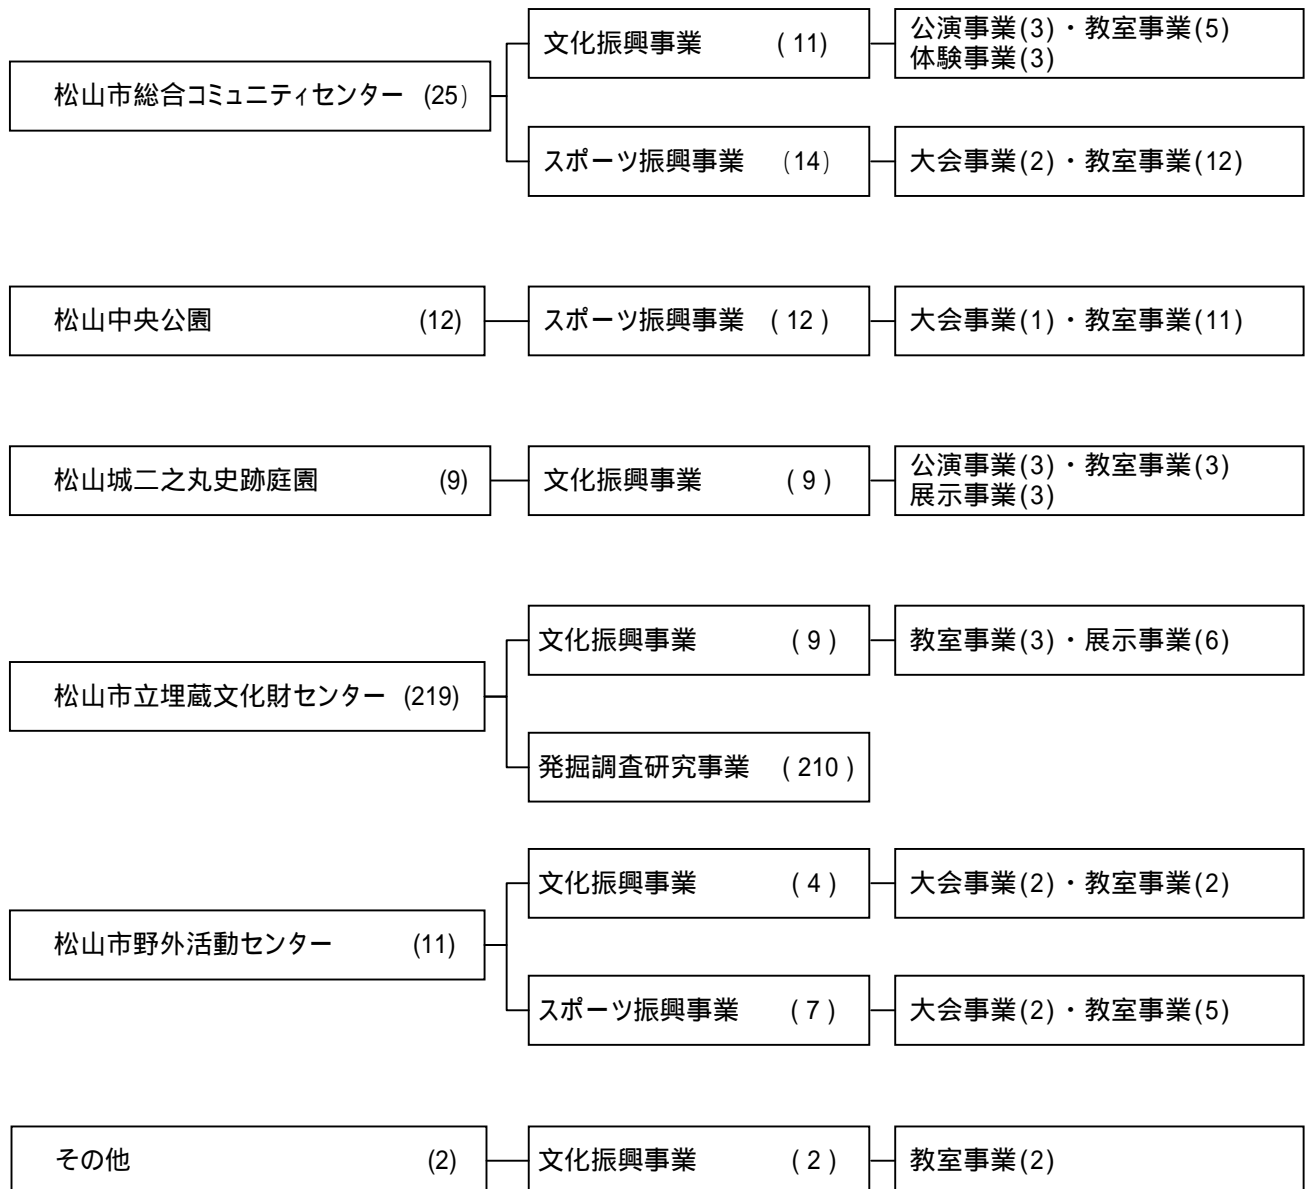 文化振興事業 (11)
公演事業(3)・教室事業(5)
体験事業(3)
松山市総合コミュニティセンター (25)
スポーツ振興事業 (14)
大会事業(2)・教室事業(12)
松山中央公園 (12)
スポーツ振興事業 (12)
大会事業(1)・教室事業(11)
松山城二之丸史跡庭園 (9)
文化振興事業 (9)
公演事業(3)・教室事業(3)
展示事業(3)
文化振興事業 (9)
教室事業(3)・展示事業(6)
松山市立埋蔵文化財センター (219)
発掘調査研究事業 (210)
文化振興事業 (4)
大会事業(2)・教室事業(2)
松山市野外活動センター (11)
スポーツ振興事業 (7)
大会事業(2)・教室事業(5)
その他 (2)
文化振興事業 (2)
教室事業(2)